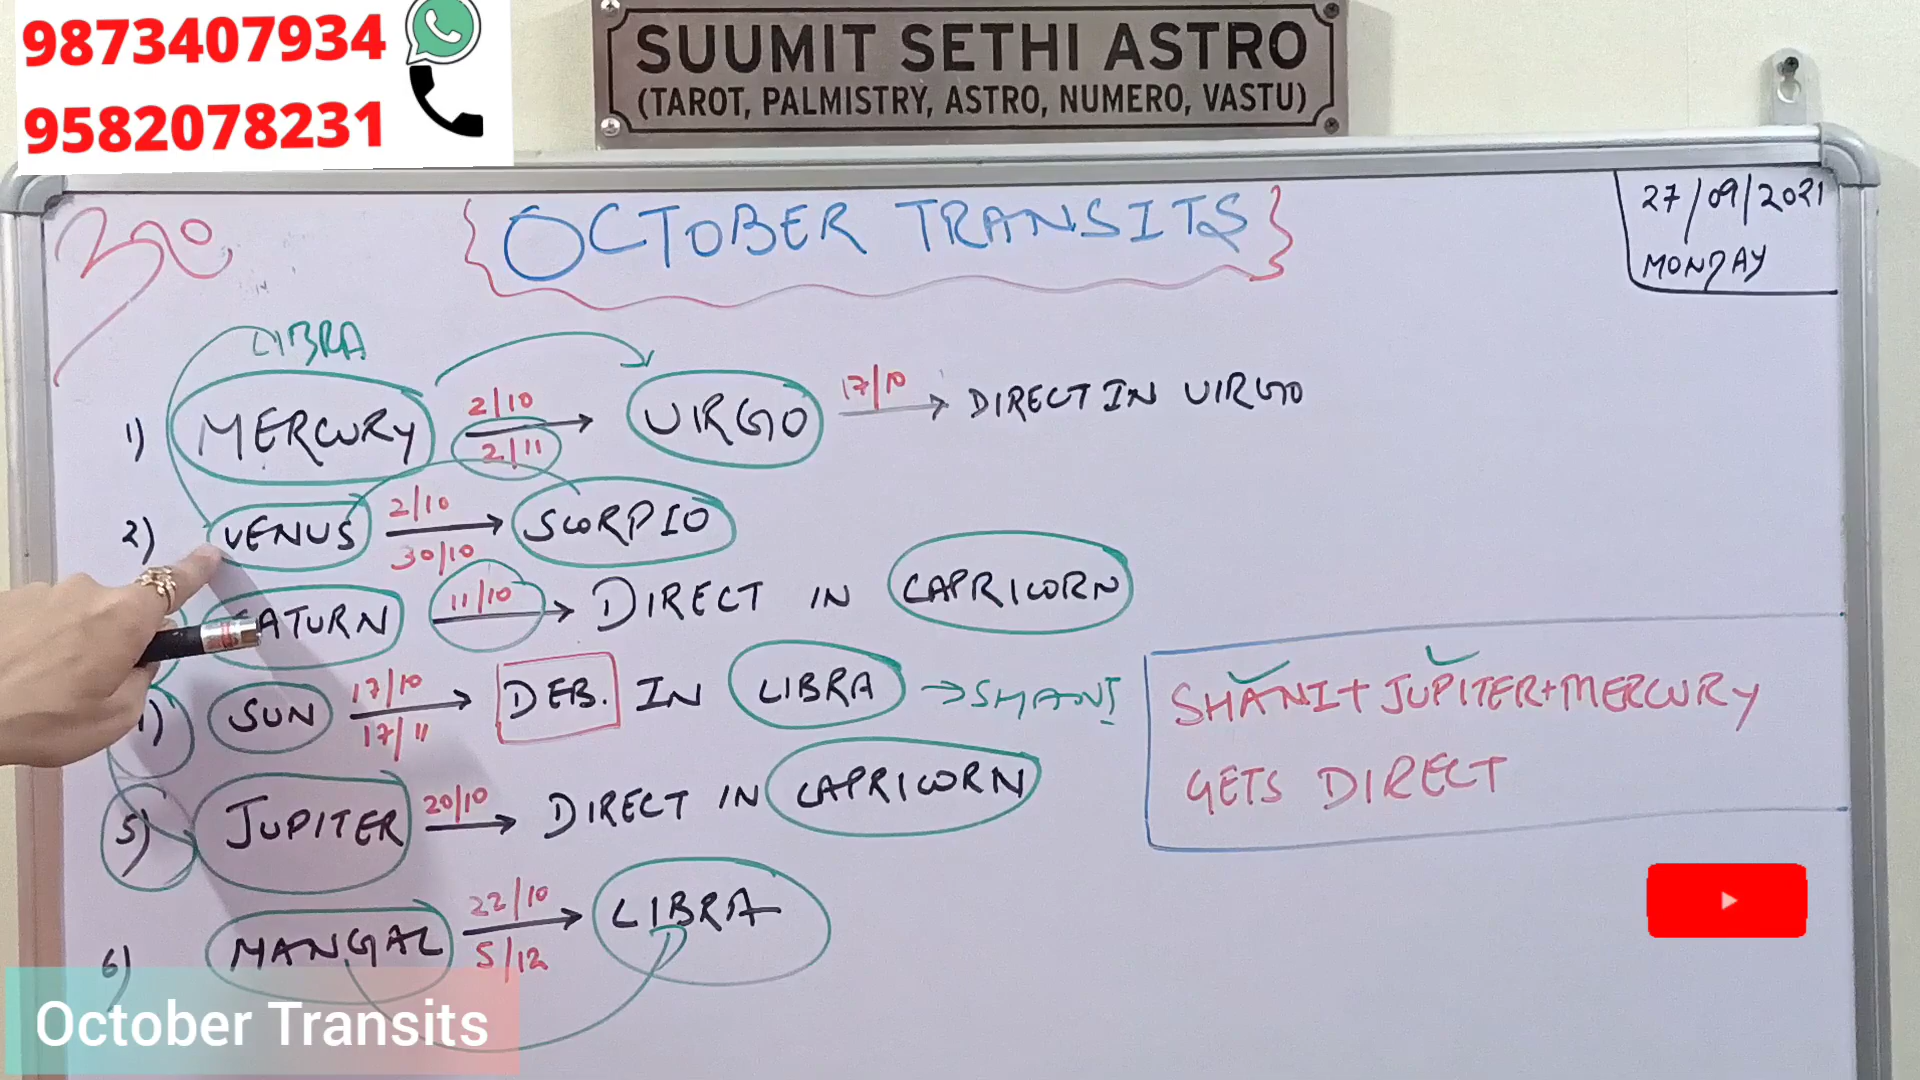 9873407934
9582078231
SUUMIT SETHI ASTRO
(TAROT, PALMISTRY, ASTRO, NUMERO, VASTU)
27/09/2021
MONDAY
{OCTOBER TRANSITS}
LIBRA
1) MERCURY 2/10 2/11 → VIRGO 17/10 → DIRECT IN VIRGO
2) VENUS 2/10 30/10 → SCORPIO
SATURN 11/10 → DIRECT IN CAPRICORN
SUN 17/10 17/11 → DEB. IN LIBRA → SHANI
5) JUPITER 20/10 → DIRECT IN CAPRICORN
6) MANGAL 22/10 5/12 → LIBRA
SHANI + JUPITER + MERCURY
GETS DIRECT
October Transits